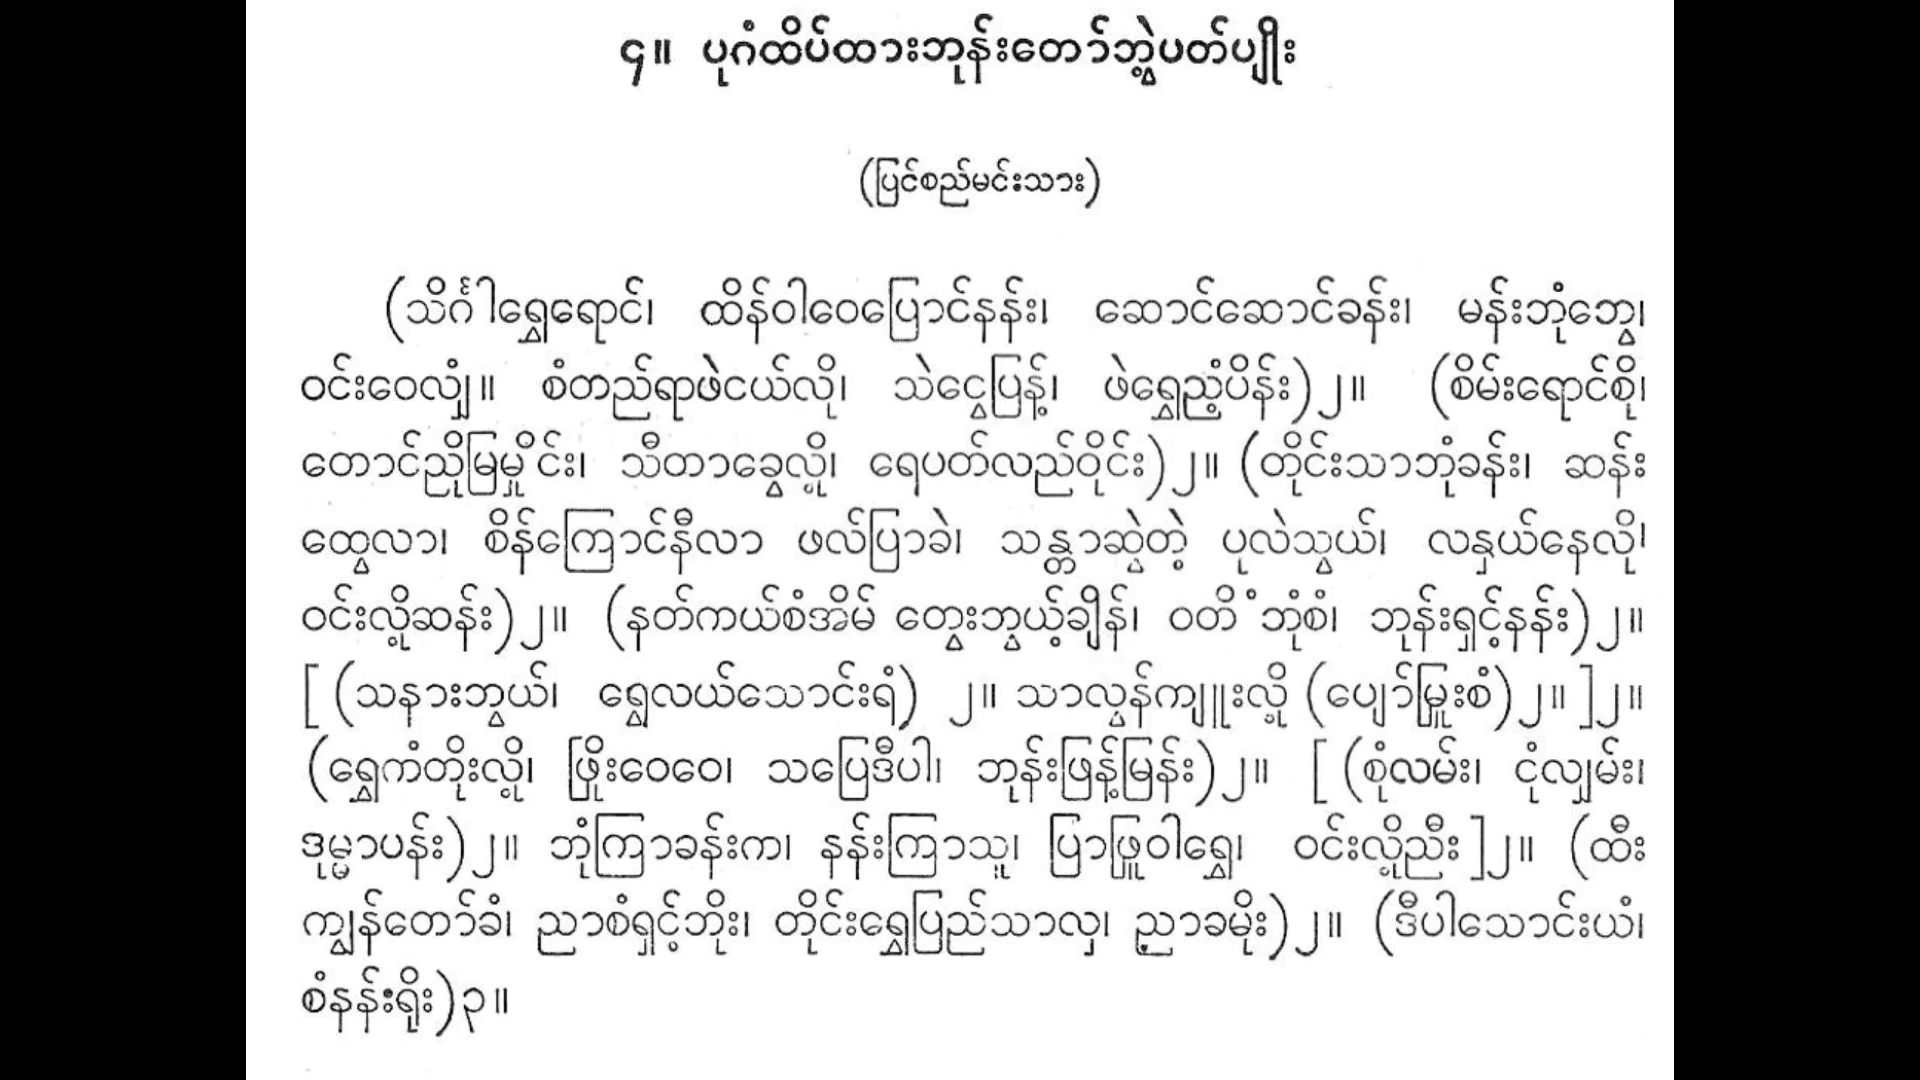 ၄။ ပုဂံထိပ်ထားဘုန်းတော်ဘွဲ့ပတ်ပျိုး
(ပြင်စည်မင်းသား)
(သိင်္ဂါရွှေရောင်၊ ထိန်ဝါဝေပြောင်နန်း၊ ဆောင်ဆောင်ခန်း၊ မန်းဘုံဘွေ၊
ဝင်းဝေလျှံ။ စံတည်ရာဖဲငယ်လို၊ သဲငွေပြန့်၊ ဖဲရွှေညံ့ပိန်း)၂။ (စိမ်းရောင်စို၊
တောင်ညိုမြမှိုင်း၊ သီတာခွေလို့၊ ရေပတ်လည်ဝိုင်း)၂။ (တိုင်းသာဘုံခန်း၊ ဆန်း
ထွေလာ၊ စိန်ကြောင်နီလာ ဖလ်ပြာခဲ၊ သန္တာဆွဲတဲ့ ပုလဲသွယ်၊ လနှယ်နေလို၊
ဝင်းလို့ဆန်း)၂။ (နတ်ကယ်စံအိမ် တွေးဘွယ့်ချိန်၊ ဝတိံဘုံစံ၊ ဘုန်းရှင့်နန်း)၂။
[ (သနားဘွယ်၊ ရွှေလယ်သောင်းရံ) ၂။ သာလွန်ကျူးလို့ (ပျော်မြူးစံ)၂။ ]၂။
(ရွှေကံတိုးလို့၊ ဖြိုးဝေဝေ၊ သပြေဒီပါ၊ ဘုန်းဖြန့်မြန်း)၂။ [ (စုံလမ်း၊ ငုံလျှမ်း၊
ဒုမ္မာပန်း)၂။ ဘုံကြာခန်းက၊ နန်းကြာသူ၊ ပြာဖြူဝါရွှေ၊ ဝင်းလို့ညီး ]၂။ (ထီး
ကျွန်တော်ခံ၊ ညာစံရှင့်ဘိုး၊ တိုင်းရွှေပြည်သာလှ၊ ညှာခမိုး)၂။ (ဒီပါသောင်းယံ၊
စံနန်းရိုး)၃။